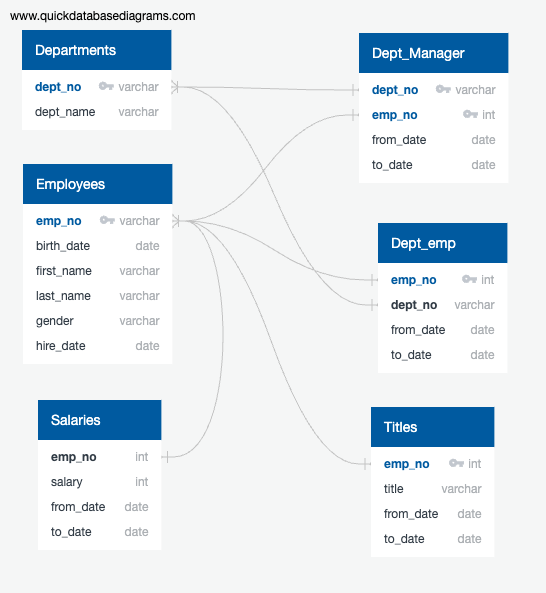 www.quickdatabasediagrams.com
Departments
dept_no varchar
dept_name varchar
Employees
emp_no varchar
birth_date date
first_name varchar
last_name varchar
gender varchar
hire_date date
Salaries
emp_no int
salary int
from_date date
to_date date
Dept_Manager
dept_no varchar
emp_no int
from_date date
to_date date
Dept_emp
emp_no int
dept_no varchar
from_date date
to_date date
Titles
emp_no int
title varchar
from_date date
to_date date